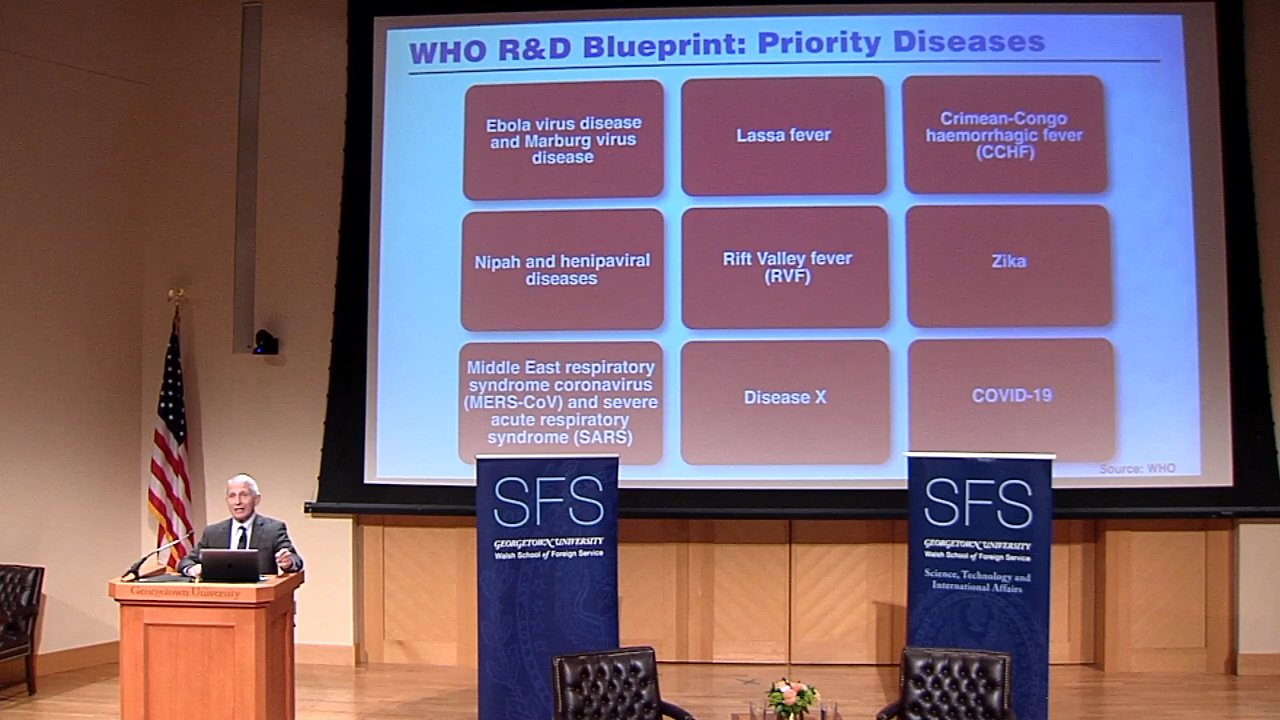 WHO R&D Blueprint: Priority Diseases
Ebola virus disease
and Marburg virus
disease
Lassa fever
Crimean-Congo
haemorrhagic fever
(CCHF)
Nipah and henipaviral
diseases
Rift Valley fever
(RVF)
Zika
Middle East respiratory
syndrome coronavirus
(MERS-CoV) and severe
acute respiratory
syndrome (SARS)
Disease X
COVID-19
Source: WHO
SFS
GEORGETOWN UNIVERSITY
Walsh School of Foreign Service
SFS
GEORGETOWN UNIVERSITY
Walsh School of Foreign Service
Science, Technology and
International Affairs
Georgetown University